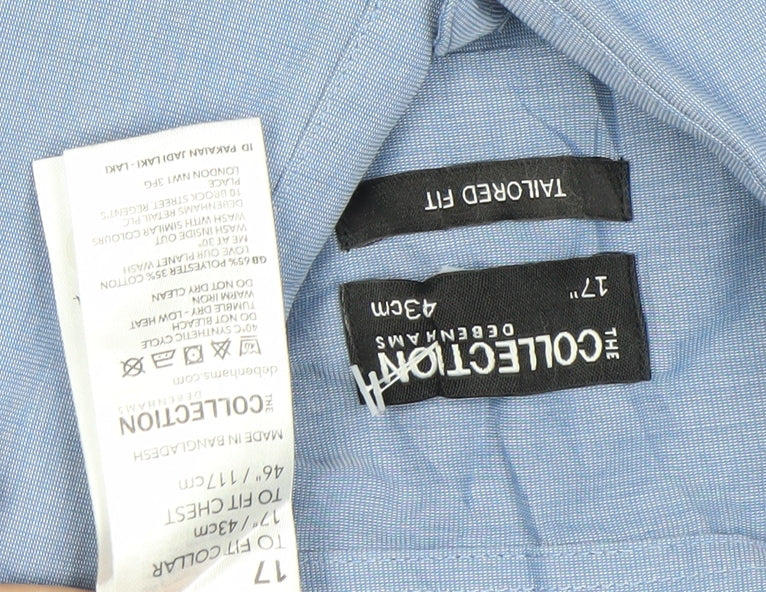 17
TO FIT COLLAR
17"/43cm
TO FIT CHEST
46"/117cm
MADE IN BANGLADESH
THE
COLLECTION
DEBENHAMS
debenhams.com
40°C SYNTHETIC CYCLE
DO NOT BLEACH
TUMBLE DRY - LOW HEAT
WARM IRON
DO NOT DRY CLEAN
GB 65% POLYESTER 35% COTTON
LOVE OUR PLANET WASH
ME AT 30°
WASH INSIDE OUT
WASH WITH SIMILAR COLOURS
DEBENHAMS RETAIL PLC
10 BROCK STREET REGENT'S
PLACE
LONDON NW1 3FG
ID PAKAIAN JADI LAKI - LAKI
THE
COLLECTION
DEBENHAMS
17" 43cm
TAILORED FIT